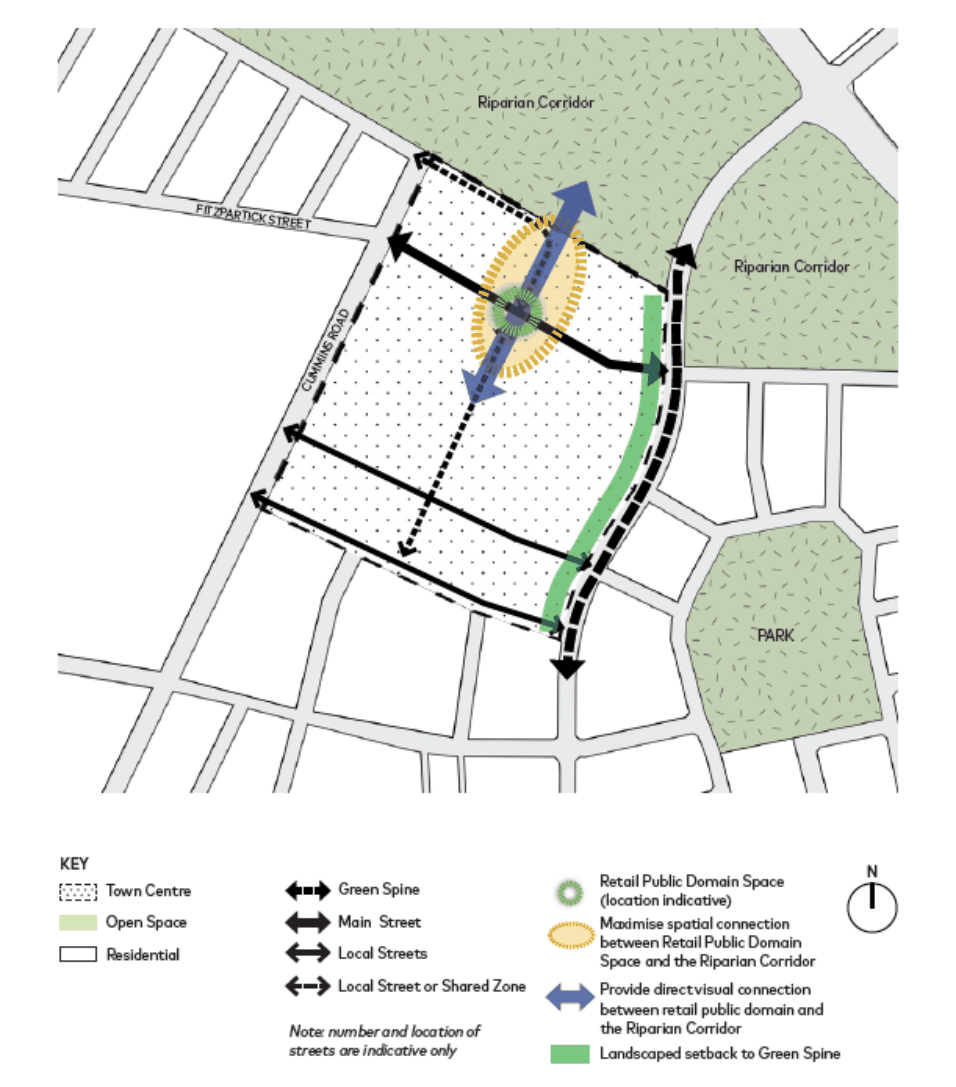 Riparian Corridor
FITZPARTICK STREET
Riparian Corridor
CUMMINS ROAD
PARK
KEY
Town Centre
Open Space
Residential
Green Spine
Main Street
Local Streets
Local Street or Shared Zone
Note: number and location of
streets are indicative only
Retail Public Domain Space
(location indicative)
Maximise spatial connection
between Retail Public Domain
Space and the Riparian Corridor
Provide direct visual connection
between retail public domain and
the Riparian Corridor
Landscaped setback to Green Spine
N